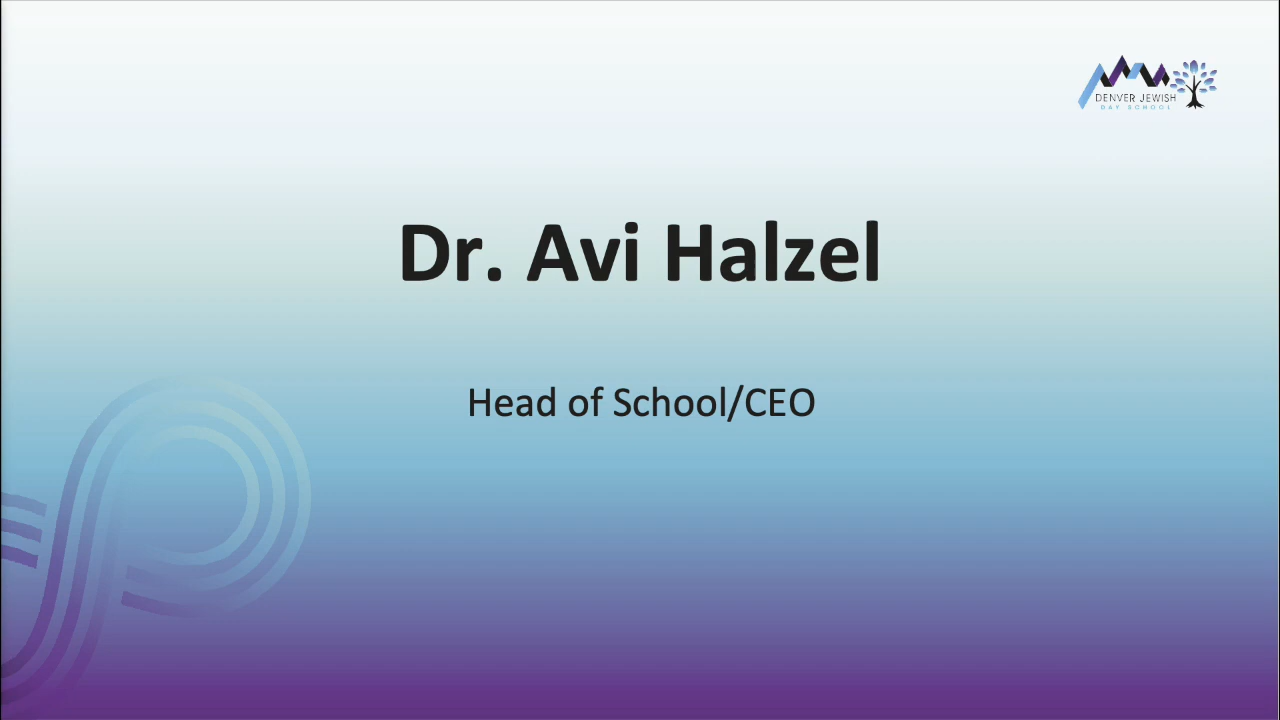 DENVER JEWISH
DAY SCHOOL
Dr. Avi Halzel
Head of School/CEO